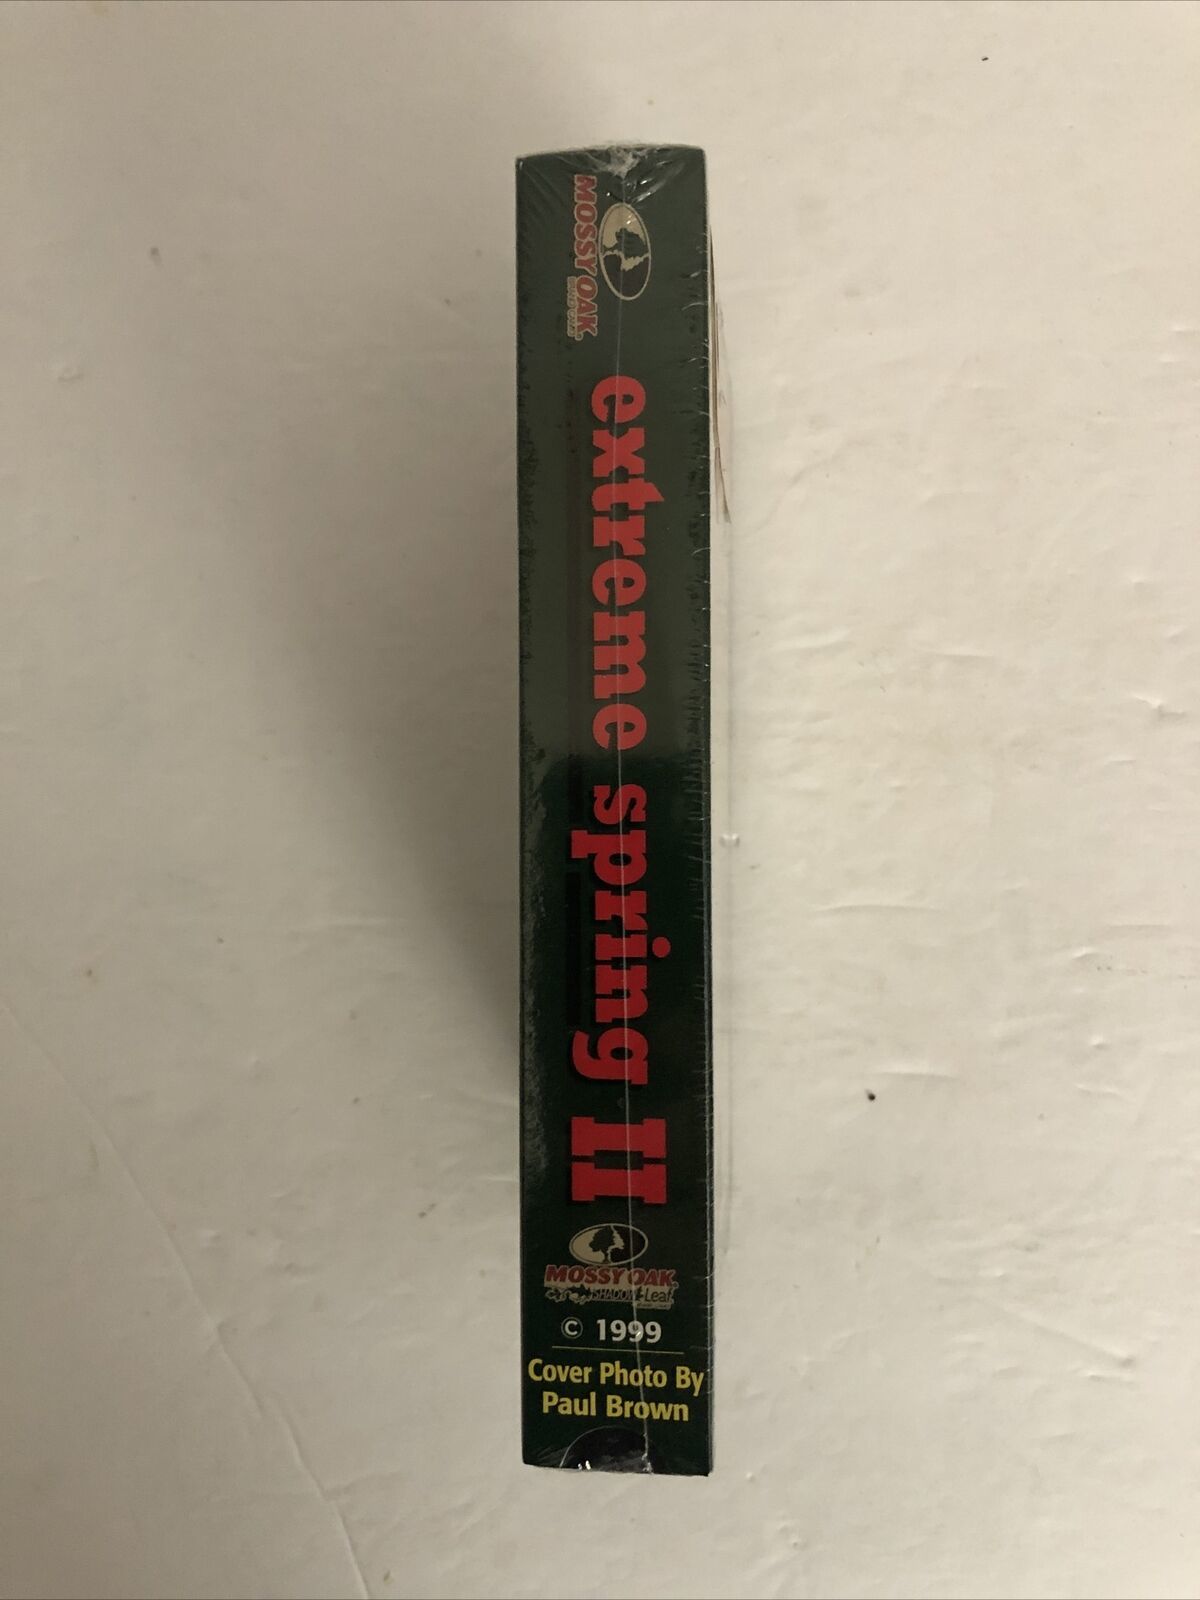 MOSSY OAK
extreme spring II
MOSSY OAK
SHADOW Leaf
© 1999
Cover Photo By
Paul Brown